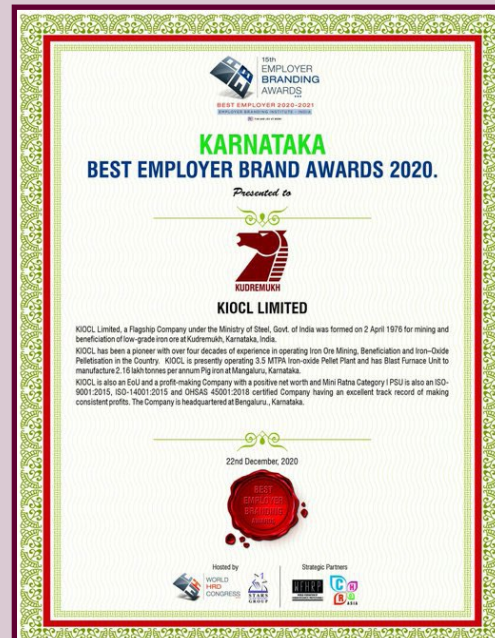 15th
EMPLOYER
BRANDING
AWARDS
BEST EMPLOYER 2020-2021
EMPLOYER BRANDING INSTITUTE - INDIA
KARNATAKA
BEST EMPLOYER BRAND AWARDS 2020.
Presented to
KUDREMUKH
KIOCL LIMITED
KIOCL Limited, a Flagship Company under the Ministry of Steel, Govt. of India was formed on 2 April 1976 for mining and
beneficiation of low-grade iron ore at Kudremukh, Karnataka, India.
KIOCL has been a pioneer with over four decades of experience in operating Iron Ore Mining, Beneficiation and Iron-Oxide
Pelletisation in the Country. KIOCL is presently operating 3.5 MTPA Iron-oxide Pellet Plant and has Blast Furnace Unit to
manufacture 2.16 lakh tonnes per annum Pig iron at Mangaluru, Karnataka.
KIOCL is also an EoU and a profit-making Company with a positive net worth and Mini Ratna Category I PSU is also an ISO-
9001:2015, ISO-14001:2015 and OHSAS 45001:2018 certified Company having an excellent track record of making
consistent profits. The Company is headquartered at Bengaluru., Karnataka.
22nd December, 2020
BEST
EMPLOYER
BRANDING
AWARDS
Hosted by
Strategic Partners
WORLD
HRD
CONGRESS
STARS
GROUP
CHRO
ASIA